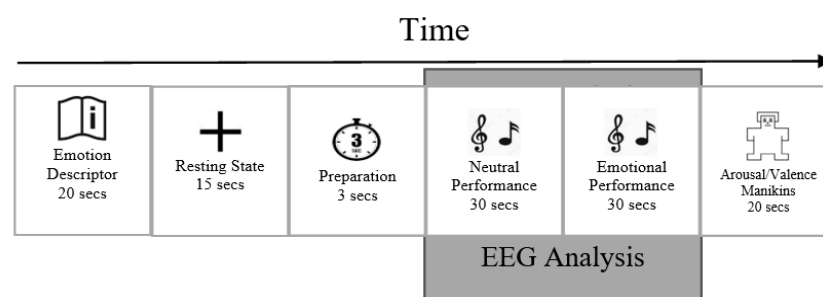 Time
i
Emotion
Descriptor
20 secs
Resting State
15 secs
3
SEC
Preparation
3 secs
Neutral
Performance
30 secs
Emotional
Performance
30 secs
Arousal/Valence
Manikins
20 secs
EEG Analysis